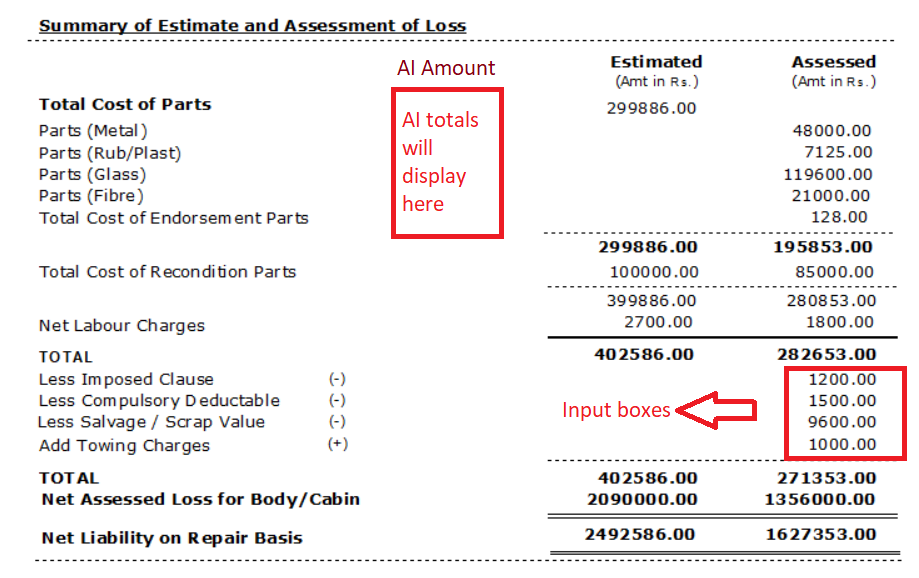 Summary of Estimate and Assessment of Loss
AI Amount Estimated Assessed
(Amt in Rs.) (Amt in Rs.)
Total Cost of Parts 299886.00
AI totals will display here
Parts (Metal) 48000.00
Parts (Rub/Plast) 7125.00
Parts (Glass) 119600.00
Parts (Fibre) 21000.00
Total Cost of Endorsement Parts 128.00
299886.00 195853.00
Total Cost of Recondition Parts 100000.00 85000.00
399886.00 280853.00
Net Labour Charges 2700.00 1800.00
TOTAL 402586.00 282653.00
Less Imposed Clause (-) 1200.00
Less Compulsory Deductable (-) 1500.00
Input boxes
Less Salvage / Scrap Value (-) 9600.00
Add Towing Charges (+) 1000.00
TOTAL 402586.00 271353.00
Net Assessed Loss for Body/Cabin 2090000.00 1356000.00
Net Liability on Repair Basis 2492586.00 1627353.00